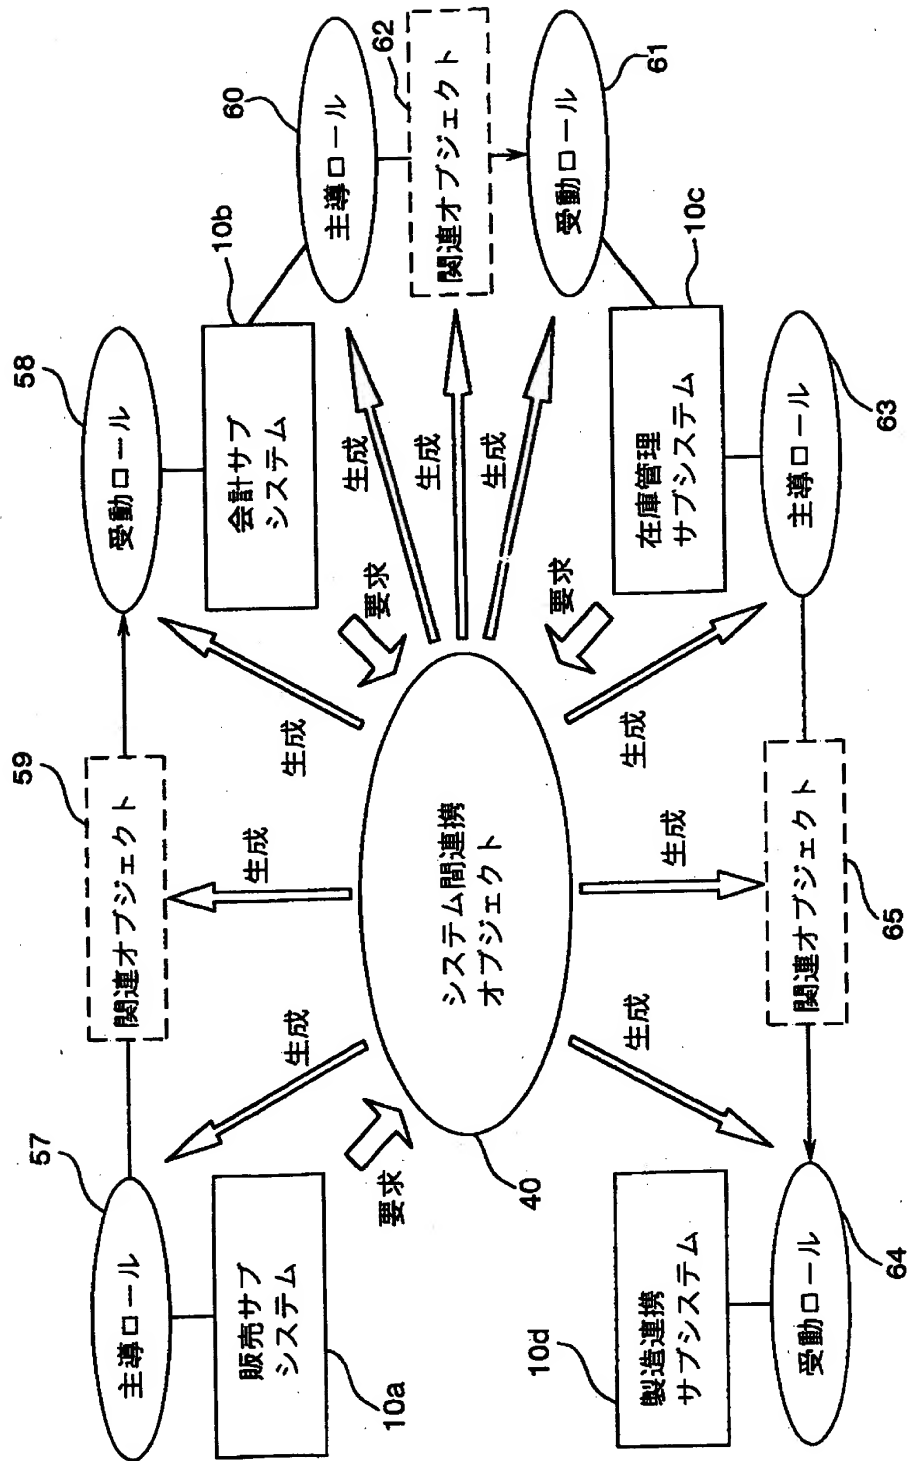 57
主導ロール
販売サブ
システム
10a
59
関連オブジェクト
58
受動ロール
会計サブ
システム
10b
60
主導ロール
62
関連オブジェクト
61
受動ロール
10c
在庫管理
サブシステム
63
主導ロール
65
関連オブジェクト
64
受動ロール
10d
製造連携
サブシステム
40
システム間連携
オブジェクト
要求
要求
要求
生成
生成
生成
生成
生成
生成
生成
生成
生成